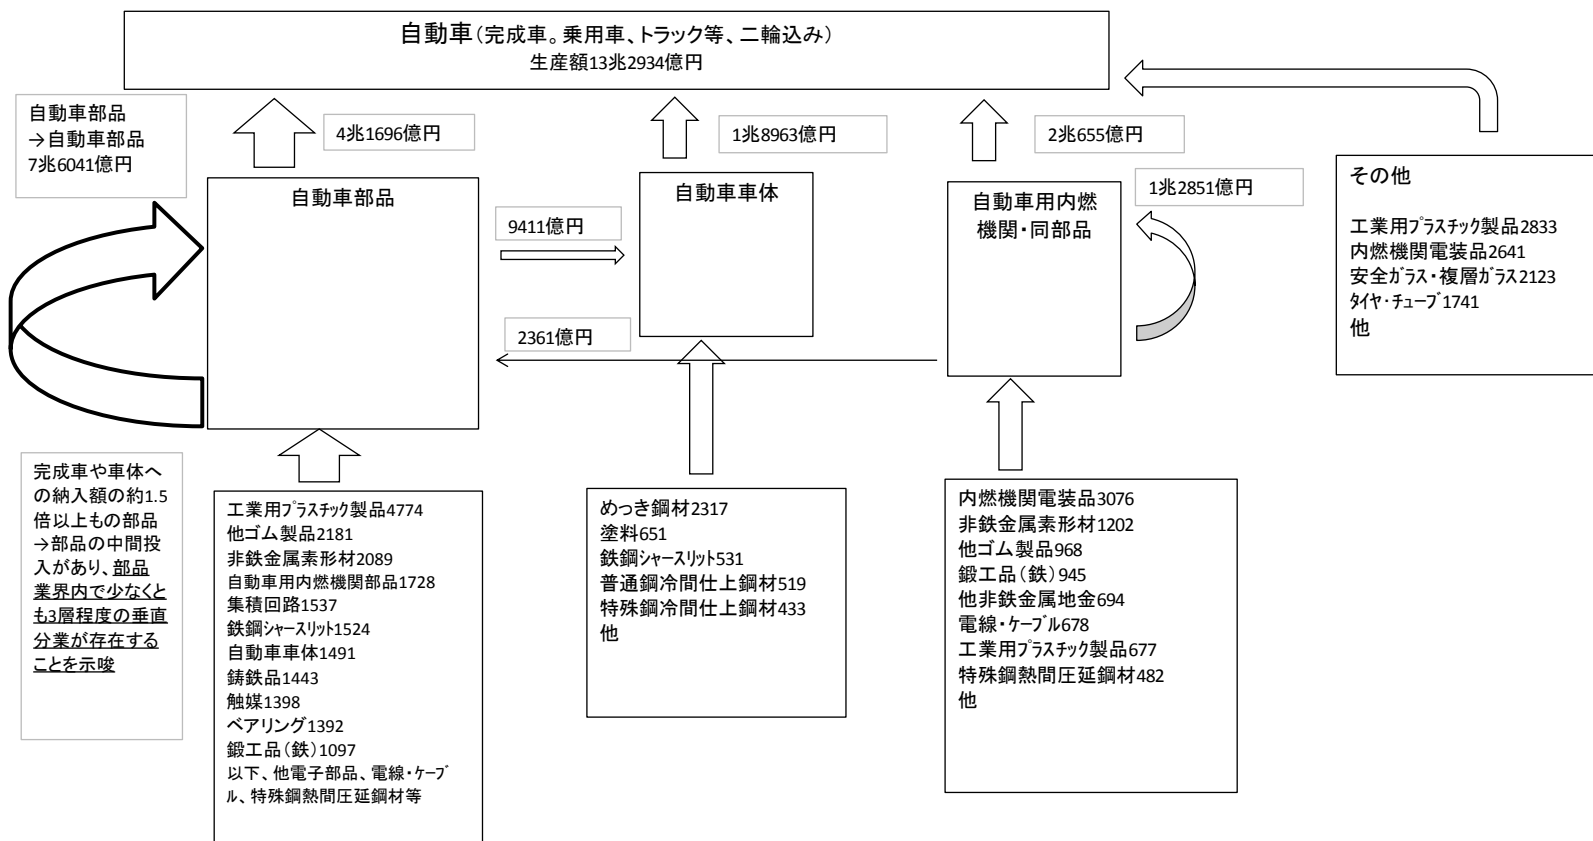 自動車（完成車。乗用車、トラック等、二輪込み）
生産額13兆2934億円
自動車部品
→自動車部品
7兆6041億円
4兆1696億円
1兆8963億円
2兆655億円
自動車部品
9411億円
自動車車体
自動車用内燃
機関・同部品
1兆2851億円
2361億円
その他
工業用プラスチック製品2833
内燃機関電装品2641
安全ガラス・複層ガラス2123
タイヤ・チューブ1741
他
完成車や車体へ
の納入額の約1.5
倍以上もの部品
→部品の中間投
入があり、部品
業界内で少なくと
も3層程度の垂直
分業が存在する
ことを示唆
工業用プラスチック製品4774
他ゴム製品2181
非鉄金属素形材2089
自動車用内燃機関部品1728
集積回路1537
鉄鋼シャースリット1524
自動車車体1491
鋳鉄品1443
触媒1398
ベアリング1392
鍛工品（鉄）1097
以下、他電子部品、電線・ケーブ
ル、特殊鋼熱間圧延鋼材等
めっき鋼材2317
塗料651
鉄鋼シャースリット531
普通鋼冷間仕上鋼材519
特殊鋼冷間仕上鋼材433
他
内燃機関電装品3076
非鉄金属素形材1202
他ゴム製品968
鍛工品（鉄）945
他非鉄金属地金694
電線・ケーブル678
工業用プラスチック製品677
特殊鋼熱間圧延鋼材482
他